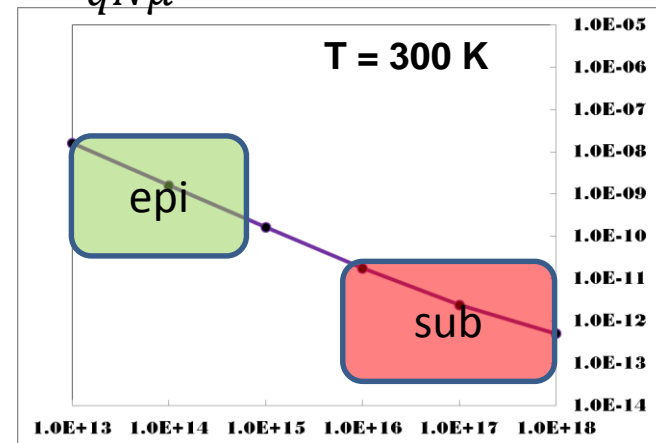 qNμ
T = 300 K
1.0E-05
1.0E-06
1.0E-07
1.0E-08
epi
1.0E-09
1.0E-10
1.0E-11
sub
1.0E-12
1.0E-13
1.0E-14
1.0E+13 1.0E+14 1.0E+15 1.0E+16 1.0E+17 1.0E+18